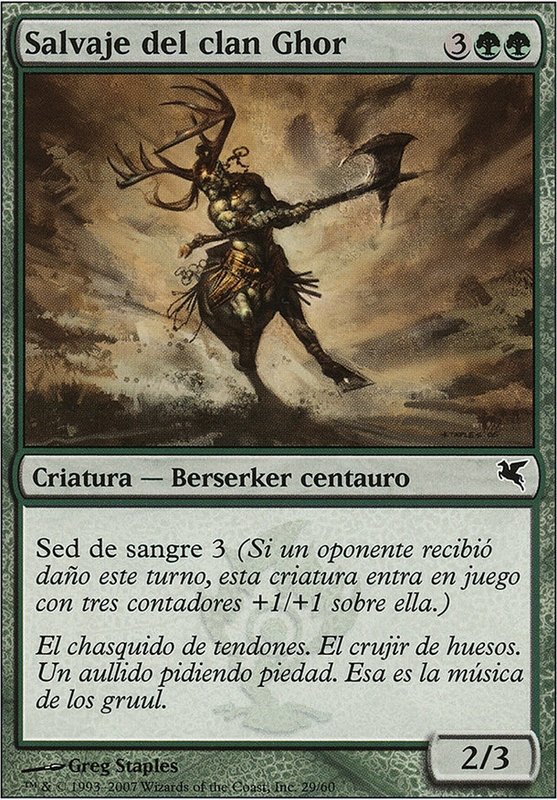 Salvaje del clan Ghor 3
Criatura — Berserker centauro
Sed de sangre 3 (Si un oponente recibió
daño este turno, esta criatura entra en juego
con tres contadores +1/+1 sobre ella.)
El chasquido de tendones. El crujir de huesos.
Un aullido pidiendo piedad. Esa es la música
de los gruul.
2/3
Greg Staples
™ & © 1993–2007 Wizards of the Coast, Inc. 29/60